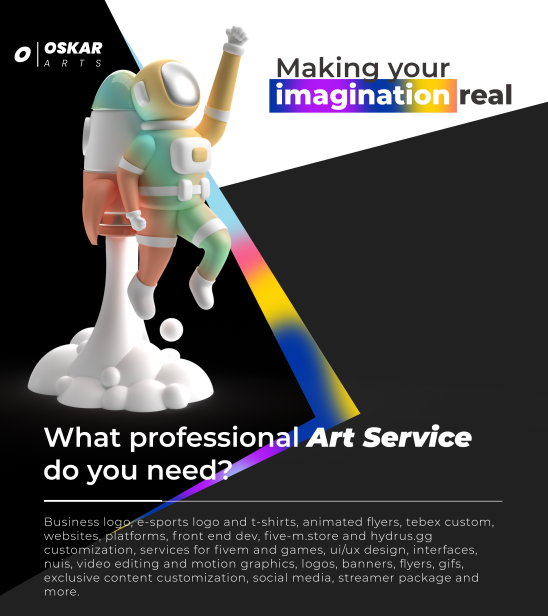 O OSKAR
ARTS
Making your
imagination real
What professional Art Service
do you need?
Business logo, e-sports logo and t-shirts, animated flyers, tebex custom,
websites, platforms, front end dev, five-m.store and hydrus.gg
customization, services for fivem and games, ui/ux design, interfaces,
nuis, video editing and motion graphics, logos, banners, flyers, gifs,
exclusive content customization, social media, streamer package and
more.